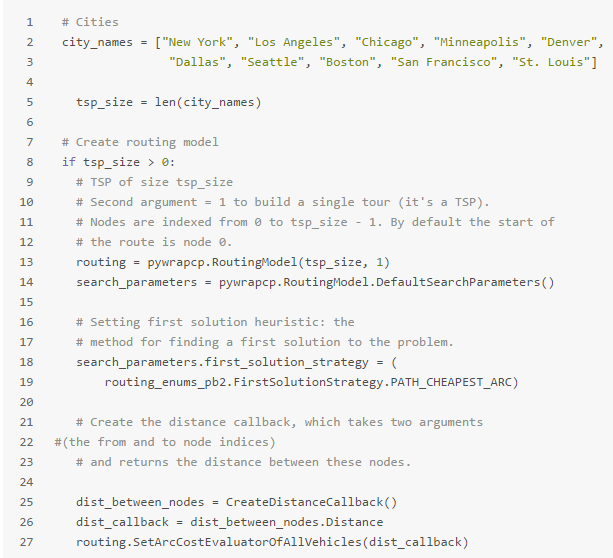 1 # Cities
2 city_names = ["New York", "Los Angeles", "Chicago", "Minneapolis", "Denver",
3 "Dallas", "Seattle", "Boston", "San Francisco", "St. Louis"]
4
5 tsp_size = len(city_names)
6
7 # Create routing model
8 if tsp_size > 0:
9 # TSP of size tsp_size
10 # Second argument = 1 to build a single tour (it's a TSP).
11 # Nodes are indexed from 0 to tsp_size - 1. By default the start of
12 # the route is node 0.
13 routing = pywrapcp.RoutingModel(tsp_size, 1)
14 search_parameters = pywrapcp.RoutingModel.DefaultSearchParameters()
15
16 # Setting first solution heuristic: the
17 # method for finding a first solution to the problem.
18 search_parameters.first_solution_strategy = (
19 routing_enums_pb2.FirstSolutionStrategy.PATH_CHEAPEST_ARC)
20
21 # Create the distance callback, which takes two arguments
22 #(the from and to node indices)
23 # and returns the distance between these nodes.
24
25 dist_between_nodes = CreateDistanceCallback()
26 dist_callback = dist_between_nodes.Distance
27 routing.SetArcCostEvaluatorOfAllVehicles(dist_callback)